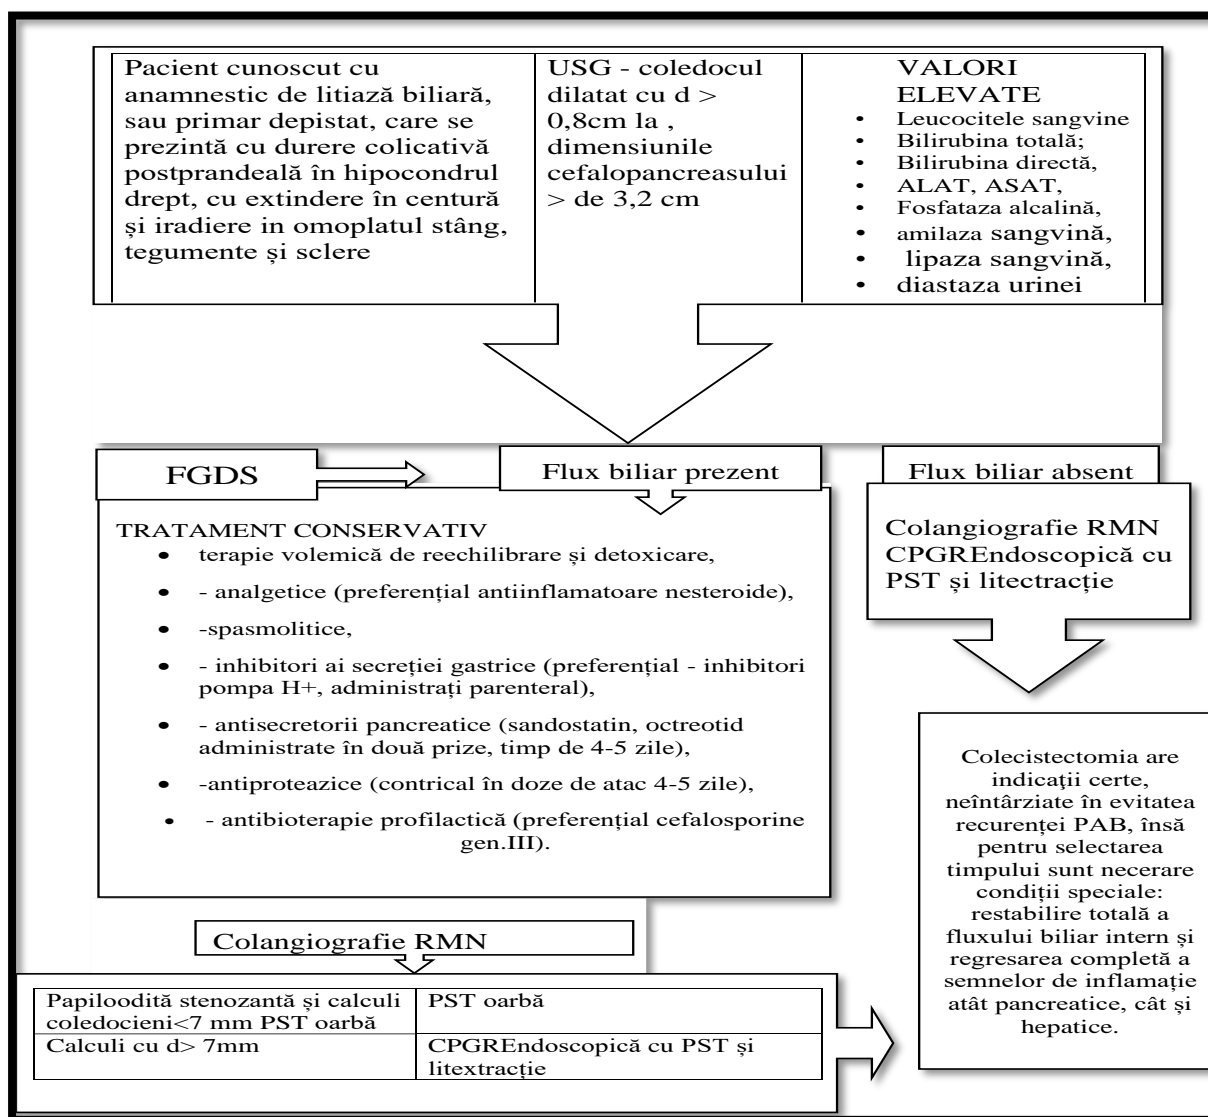 Pacient cunoscut cu
anamnestic de litiază biliară,
sau primar depistat, care se
prezintă cu durere colicativă
postprandeală în hipocondrul
drept, cu extindere în centură
și iradiere in omoplatul stâng,
tegumente și sclere
USG - coledocul
dilatat cu d >
0,8cm la ,
dimensiunile
cefalopancreasului
> de 3,2 cm
VALORI
ELEVATE
• Leucocitele sangvine
• Bilirubina totală;
• Bilirubina directă,
• ALAT, ASAT,
• Fosfataza alcalină,
• amilaza sangvină,
• lipaza sangvină,
• diastaza urinei
FGDS
Flux biliar prezent
Flux biliar absent
TRATAMENT CONSERVATIV
• terapie volemică de reechilibrare și detoxicare,
• - analgetice (preferențial antiinflamatoare nesteroide),
• -spasmolitice,
• - inhibitori ai secreției gastrice (preferențial - inhibitori
pompa H+, administrați parenteral),
• - antisecretorii pancreatice (sandostatin, octreotid
administrate în două prize, timp de 4-5 zile),
• -antiproteazice (contrical în doze de atac 4-5 zile),
• - antibioterapie profilactică (preferențial cefalosporine
gen.III).
Colangiografie RMN
CPGREndoscopică cu
PST și litectracție
Colecistectomia are
indicaţii certe,
neîntârziate în evitatea
recurenței PAB, însă
pentru selectarea
timpului sunt necerare
condiții speciale:
restabilire totală a
fluxului biliar intern și
regresarea completă a
semnelor de inflamație
atât pancreatice, cât și
hepatice.
Colangiografie RMN
Papiloodită stenozantă și calculi
coledocieni<7 mm PST oarbă
PST oarbă
Calculi cu d> 7mm
CPGREndoscopică cu PST și
litextracție